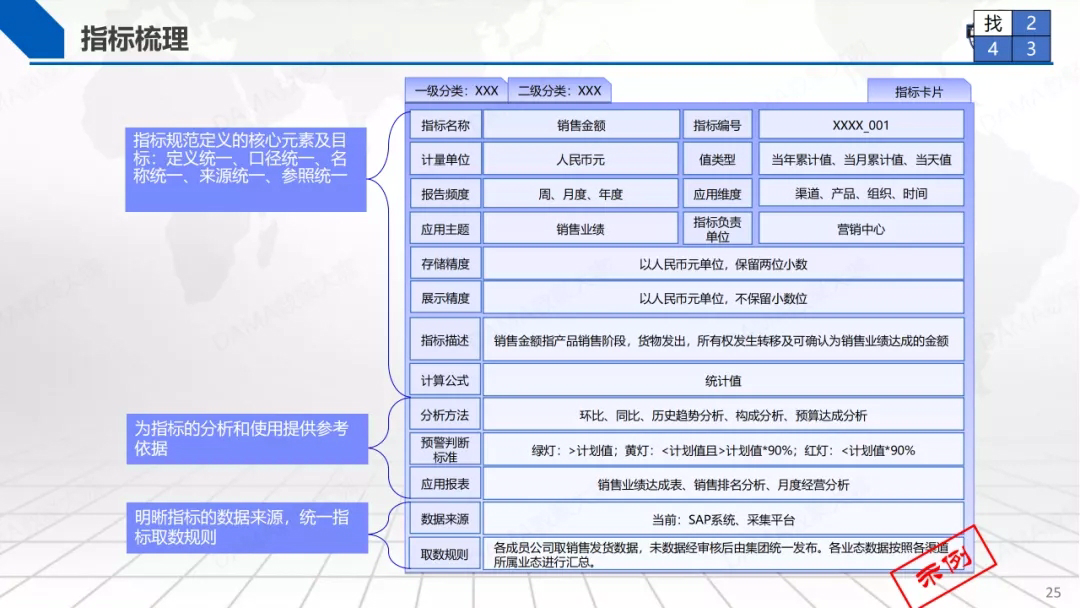 指标梳理
找 2
4 3
一级分类：XXX 二级分类：XXX 指标卡片
指标规范定义的核心元素及目
标：定义统一、口径统一、名
称统一、来源统一、参照统一
指标名称 销售金额 指标编号 XXXX_001
计量单位 人民币元 值类型 当年累计值、当月累计值、当天值
报告频度 周、月度、年度 应用维度 渠道、产品、组织、时间
应用主题 销售业绩 指标负责
单位 营销中心
存储精度 以人民币元单位，保留两位小数
展示精度 以人民币元单位，不保留小数位
指标描述 销售金额指产品销售阶段，货物发出，所有权发生转移及可确认为销售业绩达成的金额
计算公式 统计值
为指标的分析和使用提供参考
依据
分析方法 环比、同比、历史趋势分析、构成分析、预算达成分析
预警判断
标准 绿灯：>计划值；黄灯：<计划值且>计划值*90%；红灯：<计划值*90%
应用报表 销售业绩达成表、销售排名分析、月度经营分析
明晰指标的数据来源，统一指
标取数规则
数据来源 当前：SAP系统、采集平台
取数规则 各成员公司取销售发货数据，未数据经审核后由集团统一发布。各业态数据按照各渠道
所属业态进行汇总。
示例
25